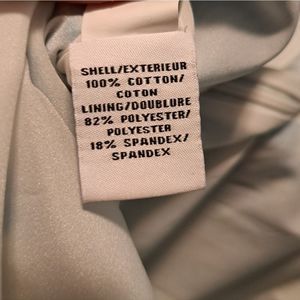 SHELL/EXTERIEUR
100% COTTON/
COTON
LINING/DOUBLURE
82% POLYESTER/
POLYESTER
18% SPANDEX/
SPANDEX